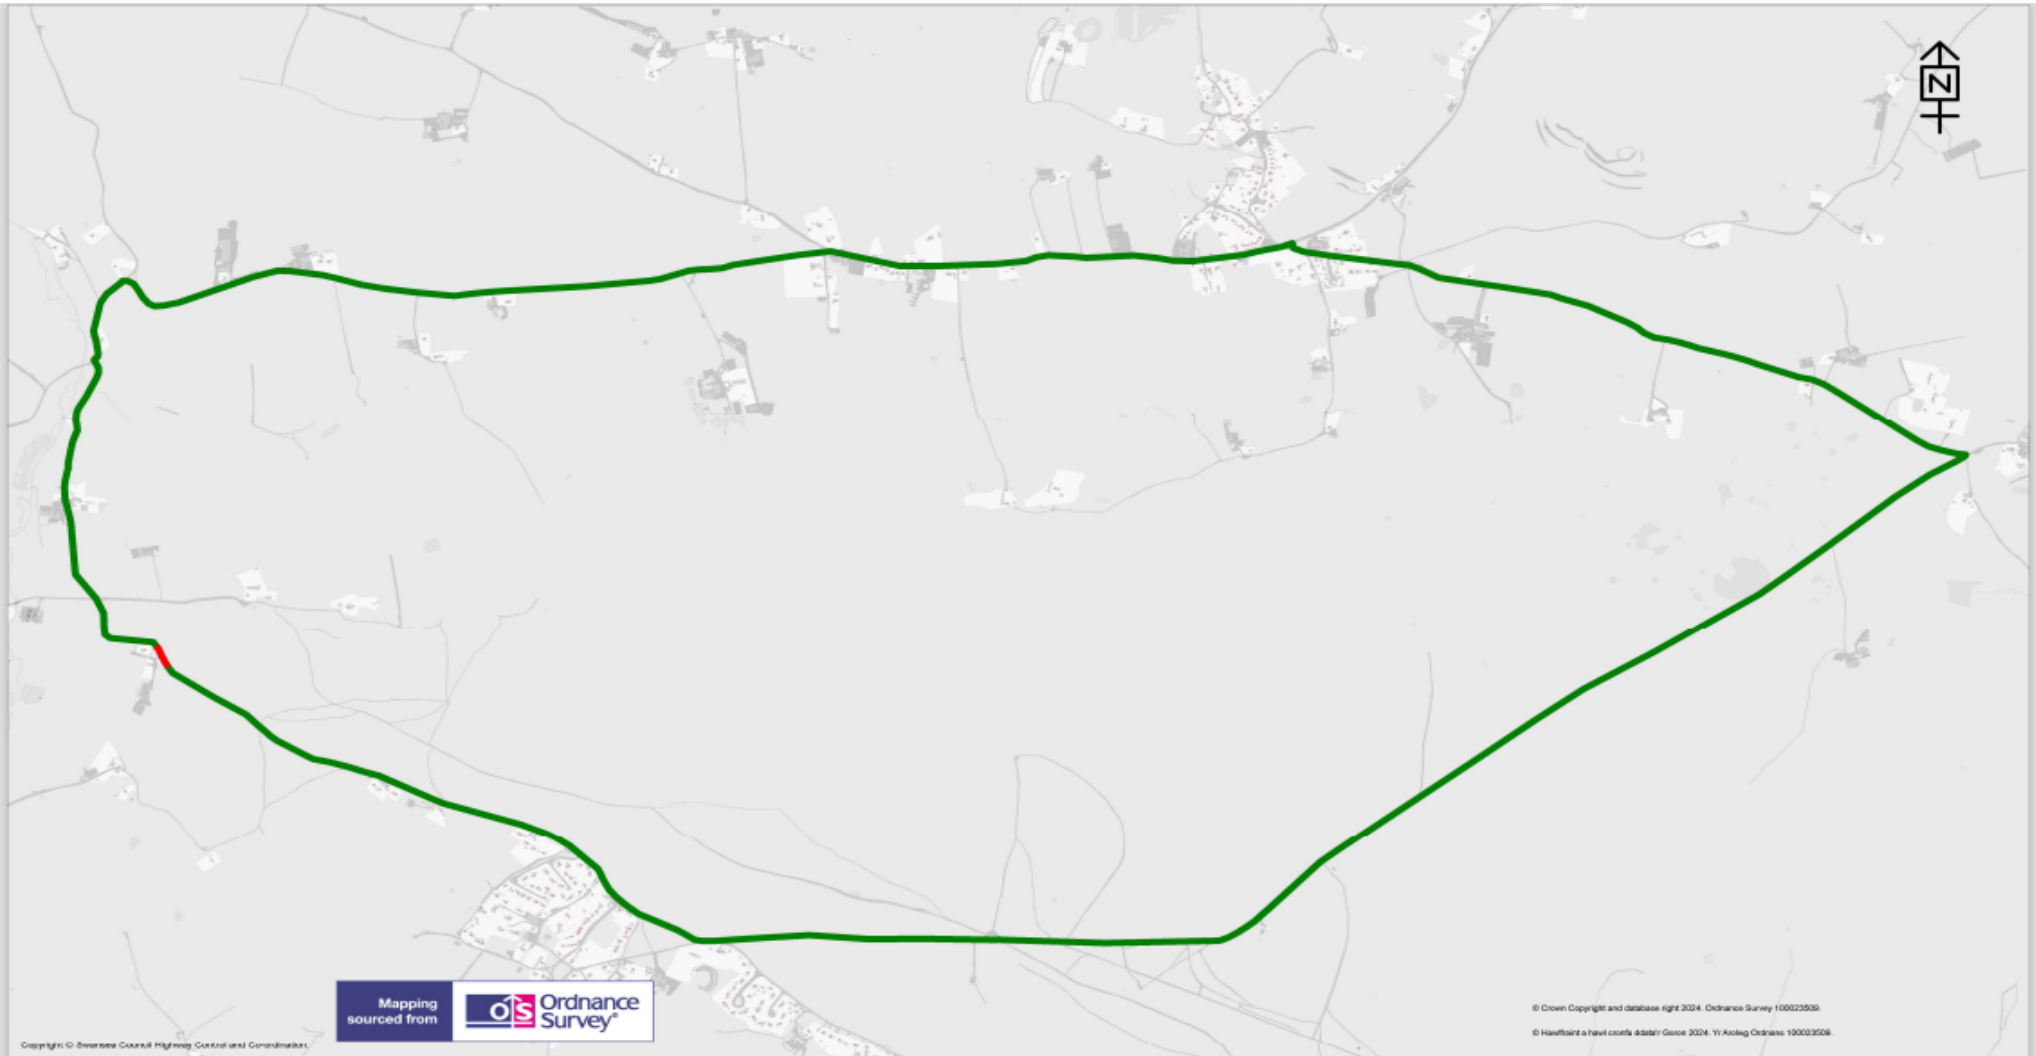 N
Mapping
sourced from
OS Ordnance
Survey®
© Crown Copyright and database right 2024. Ordnance Survey 100023509.
© Hawlfraint a hawl cronfa ddata'r Goron 2024. Yr Arolwg Ordnans 100023509.
Copyright © Swansea Council Highway Control and Co-ordination.